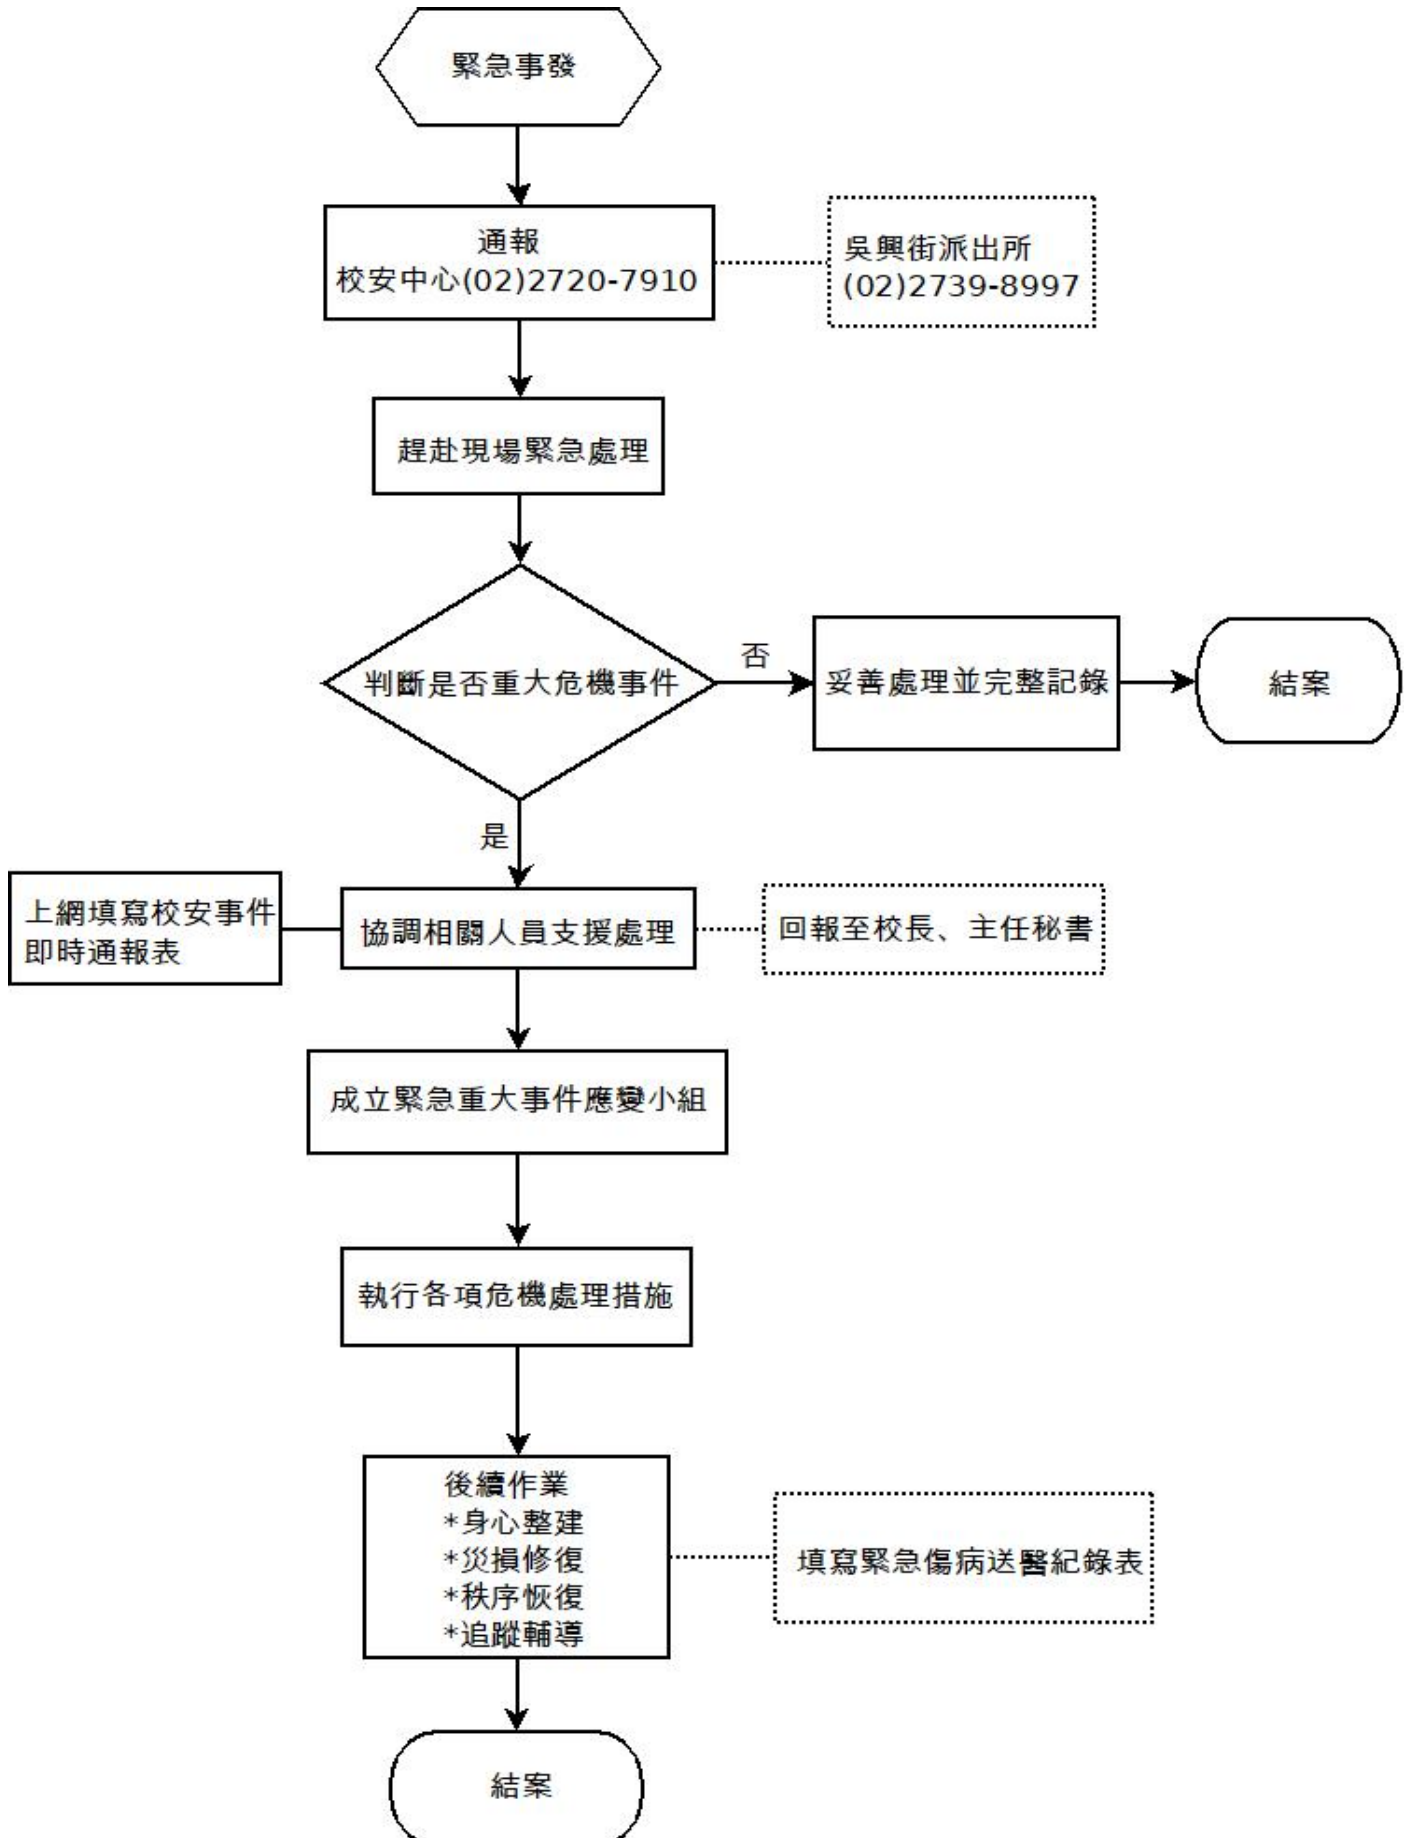 緊急事發
通報
校安中心(02)2720-7910
吳興街派出所
(02)2739-8997
趕赴現場緊急處理
判斷是否重大危機事件
否
妥善處理並完整記錄
結案
是
上網填寫校安事件
即時通報表
協調相關人員支援處理
回報至校長、主任秘書
成立緊急重大事件應變小組
執行各項危機處理措施
後續作業
*身心整建
*災損修復
*秩序恢復
*追蹤輔導
填寫緊急傷病送醫紀錄表
結案